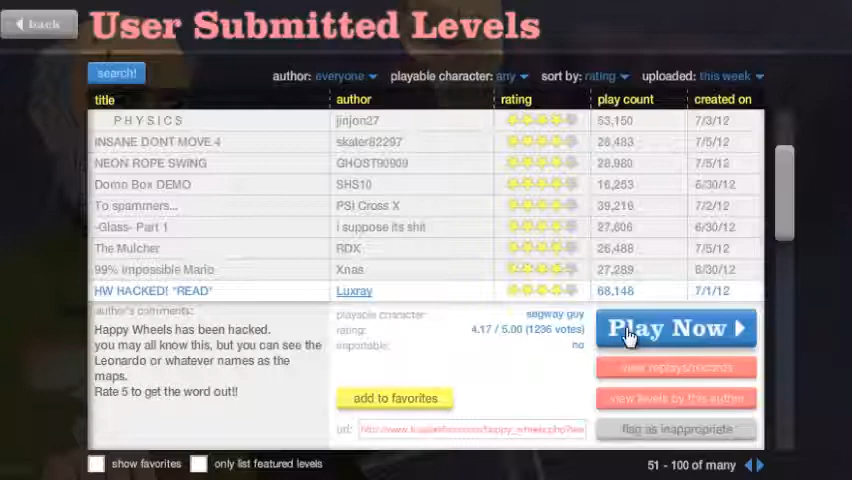 back
User Submitted Levels
search!
author: everyone playable character: any sort by: rating uploaded: this week
title author rating play count created on
P H Y S I C S jinjon27 53,150 7/3/12
INSANE DONT MOVE 4 skater82297 26,483 7/5/12
NEON ROPE SWING GHOST90909 28,980 7/5/12
Domo Box DEMO SHS10 16,253 6/30/12
To spammers... PSI Cross X 39,216 7/2/12
-Glass- Part 1 i suppose its shit 27,606 6/30/12
The Mulcher RDX 26,488 7/5/12
99% Impossible Mario Xnas 27,289 6/30/12
HW HACKED! *READ* Luxray 68,148 7/1/12
author's comments:
Happy Wheels has been hacked.
you may all know this, but you can see the
Leonardo or whatever names as the
maps.
Rate 5 to get the word out!!
playable character: segway guy
rating: 4.17 / 5.00 (1236 votes)
importable: no
add to favorites
url:
Play Now
view replays/records
view levels by this author
flag as inappropriate
show favorites only list featured levels 51 - 100 of many